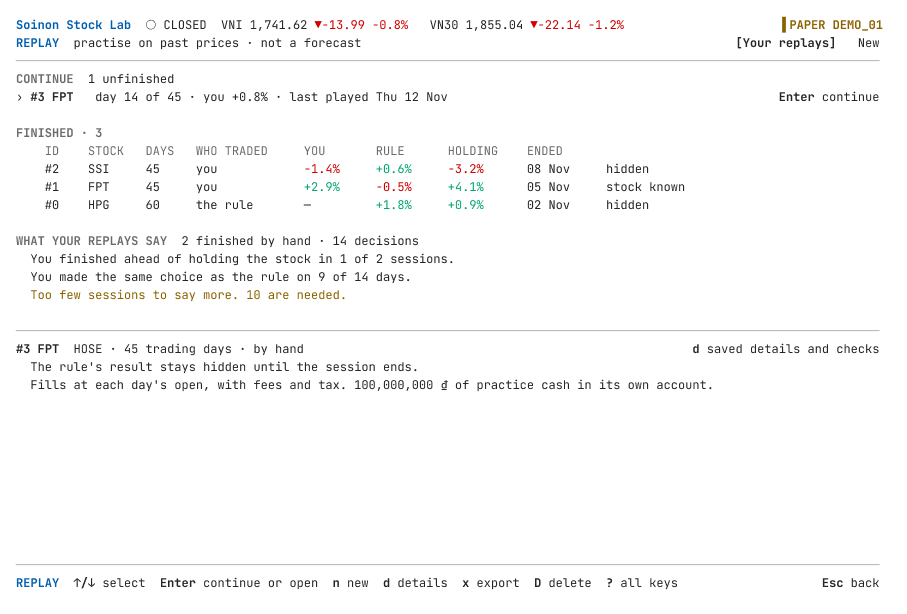 Soinon Stock Lab ○ CLOSED VNI 1,741.62 ▼-13.99 -0.8% VN30 1,855.04 ▼-22.14 -1.2% PAPER DEMO_01
REPLAY practise on past prices · not a forecast [Your replays] New
CONTINUE 1 unfinished
› #3 FPT day 14 of 45 · you +0.8% · last played Thu 12 Nov Enter continue
FINISHED · 3
ID STOCK DAYS WHO TRADED YOU RULE HOLDING ENDED
#2 SSI 45 you -1.4% +0.6% -3.2% 08 Nov hidden
#1 FPT 45 you +2.9% -0.5% +4.1% 05 Nov stock known
#0 HPG 60 the rule — +1.8% +0.9% 02 Nov hidden
WHAT YOUR REPLAYS SAY 2 finished by hand · 14 decisions
You finished ahead of holding the stock in 1 of 2 sessions.
You made the same choice as the rule on 9 of 14 days.
Too few sessions to say more. 10 are needed.
#3 FPT HOSE · 45 trading days · by hand d saved details and checks
The rule's result stays hidden until the session ends.
Fills at each day's open, with fees and tax. 100,000,000 ₫ of practice cash in its own account.
REPLAY ↑/↓ select Enter continue or open n new d details x export D delete ? all keys Esc back